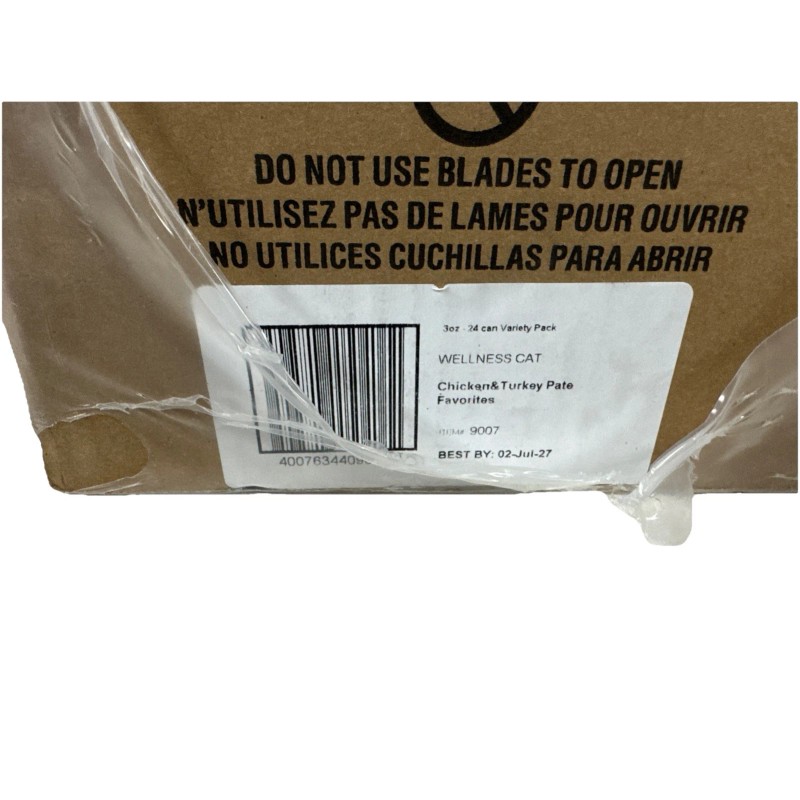 DO NOT USE BLADES TO OPEN
N'UTILISEZ PAS DE LAMES POUR OUVRIR
NO UTILICES CUCHILLAS PARA ABRIR
3oz - 24 can Variety Pack
WELLNESS CAT
Chicken&Turkey Pate
Favorites
ITEM# 9007
BEST BY: 02-Jul-27